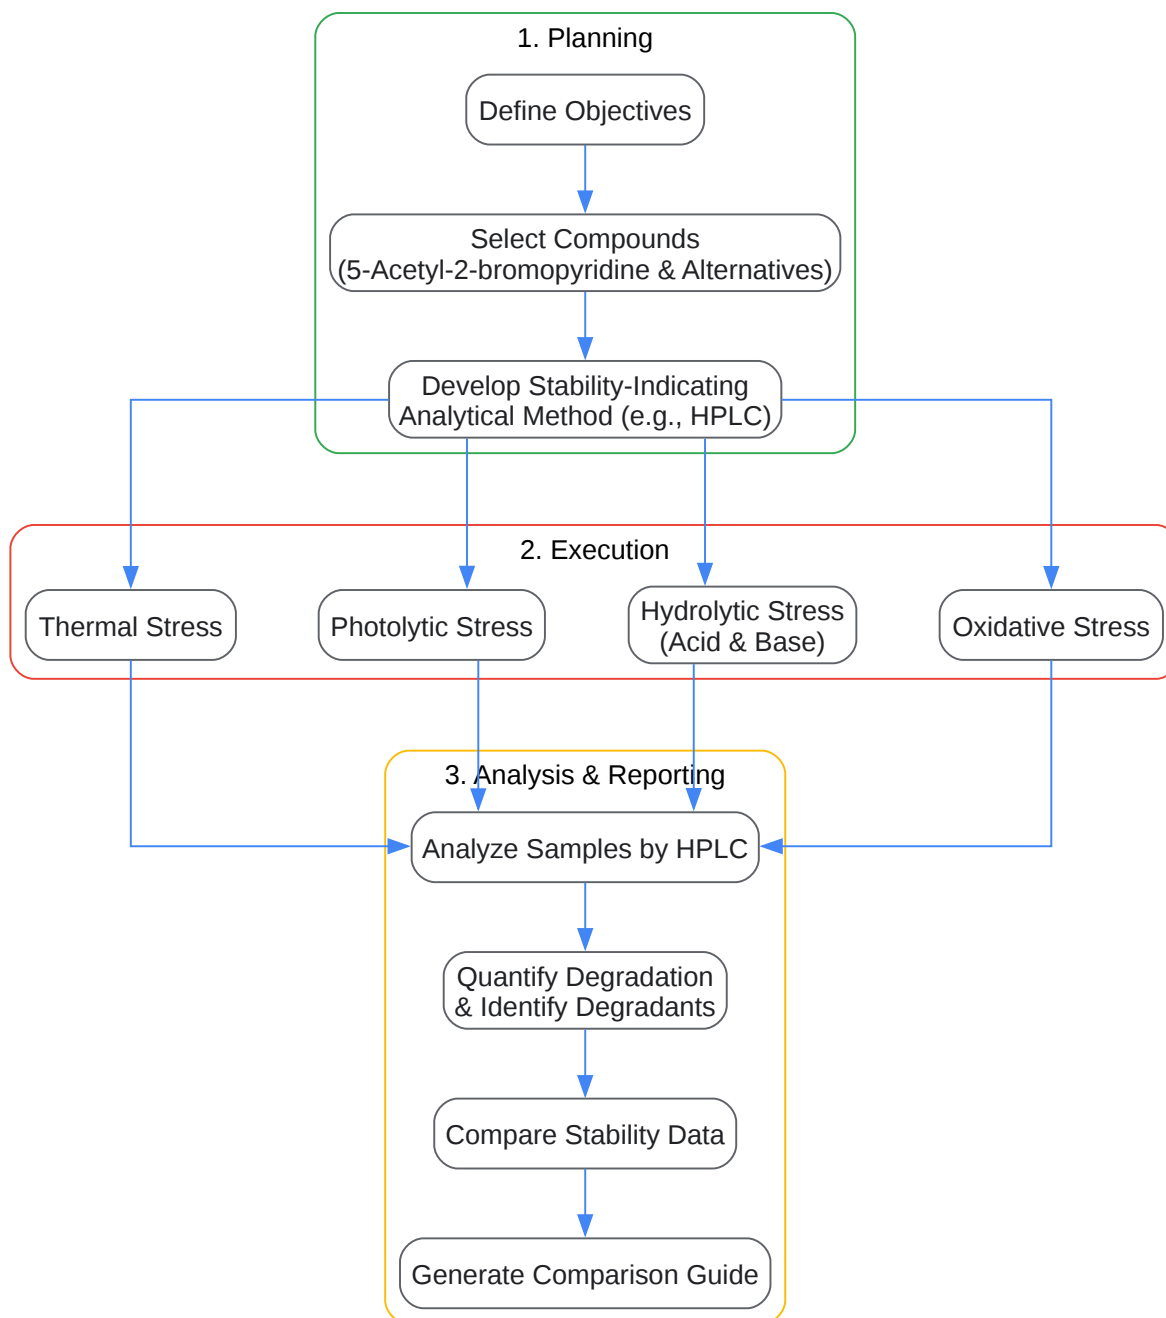 1. Planning
Define Objectives
Select Compounds
(5-Acetyl-2-bromopyridine & Alternatives)
Develop Stability-Indicating
Analytical Method (e.g., HPLC)
2. Execution
Thermal Stress
Photolytic Stress
Hydrolytic Stress
(Acid & Base)
Oxidative Stress
3. Analysis & Reporting
Analyze Samples by HPLC
Quantify Degradation
& Identify Degradants
Compare Stability Data
Generate Comparison Guide